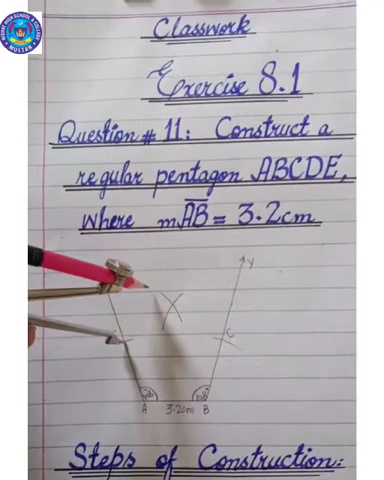 Classwork
Exercise 8.1
Question # 11: Construct a
regular pentagon ABCDE,
where mAB = 3.2cm
Y
C
A 3.2cm B
Steps of Construction: